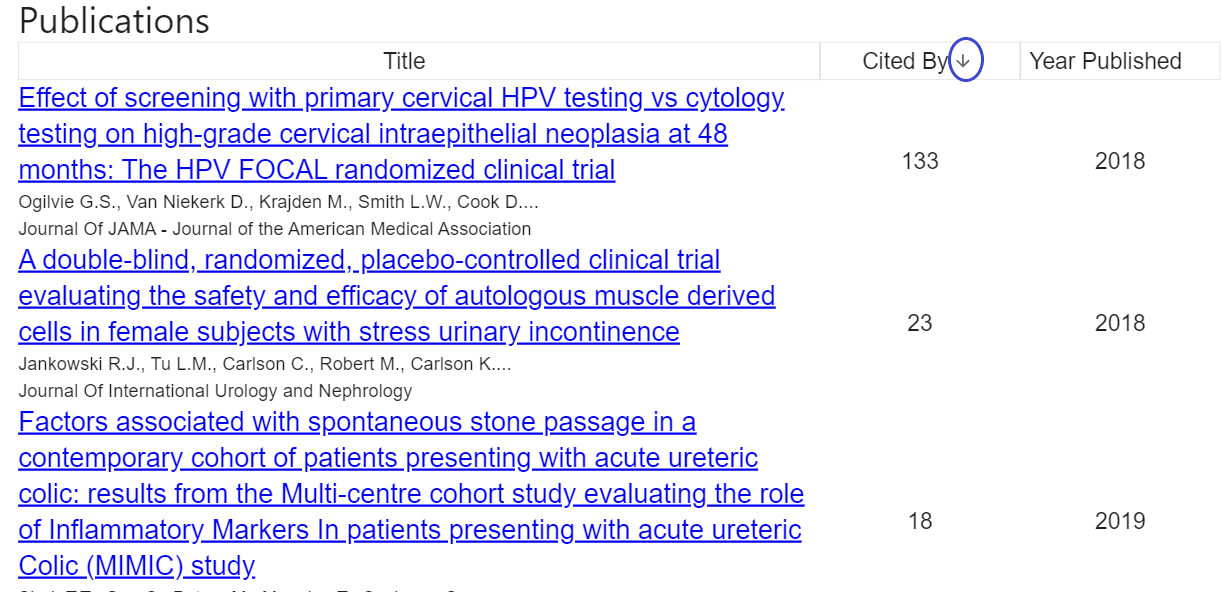 Publications
Title Cited By ↓ Year Published
Effect of screening with primary cervical HPV testing vs cytology
testing on high-grade cervical intraepithelial neoplasia at 48
months: The HPV FOCAL randomized clinical trial
133 2018
Ogilvie G.S., Van Niekerk D., Krajden M., Smith L.W., Cook D....
Journal Of JAMA - Journal of the American Medical Association
A double-blind, randomized, placebo-controlled clinical trial
evaluating the safety and efficacy of autologous muscle derived
cells in female subjects with stress urinary incontinence
23 2018
Jankowski R.J., Tu L.M., Carlson C., Robert M., Carlson K....
Journal Of International Urology and Nephrology
Factors associated with spontaneous stone passage in a
contemporary cohort of patients presenting with acute ureteric
colic: results from the Multi-centre cohort study evaluating the role
of Inflammatory Markers In patients presenting with acute ureteric
Colic (MIMIC) study
18 2019